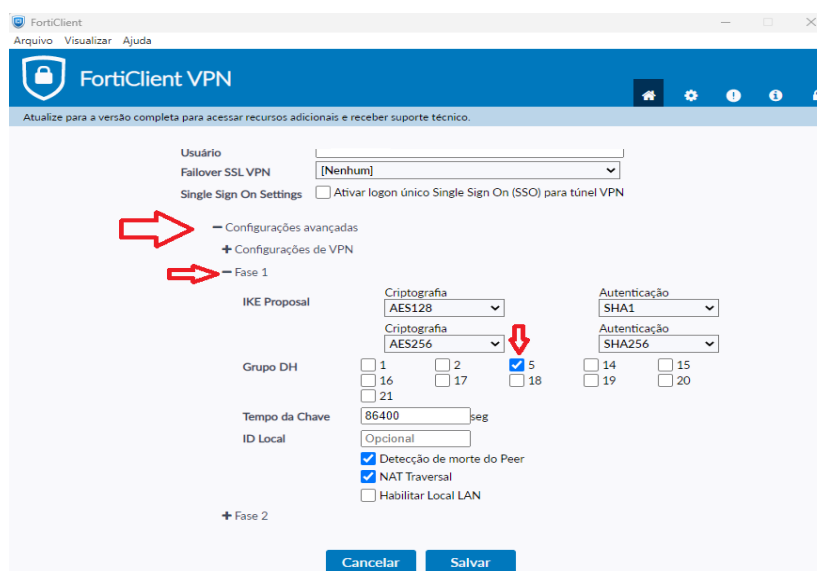 FortiClient
Arquivo Visualizar Ajuda
FortiClient VPN
Atualize para a versão completa para acessar recursos adicionais e receber suporte técnico.
Usuário
Failover SSL VPN [Nenhum]
Single Sign On Settings Ativar logon único Single Sign On (SSO) para túnel VPN
Configurações avançadas
Configurações de VPN
Fase 1
IKE Proposal
Criptografia Autenticação
AES128 SHA1
Criptografia Autenticação
AES256 SHA256
Grupo DH 1 2 5 14 15
16 17 18 19 20
21
Tempo da Chave 86400 seg
ID Local Opcional
Detecção de morte do Peer
NAT Traversal
Habilitar Local LAN
Fase 2
Cancelar Salvar